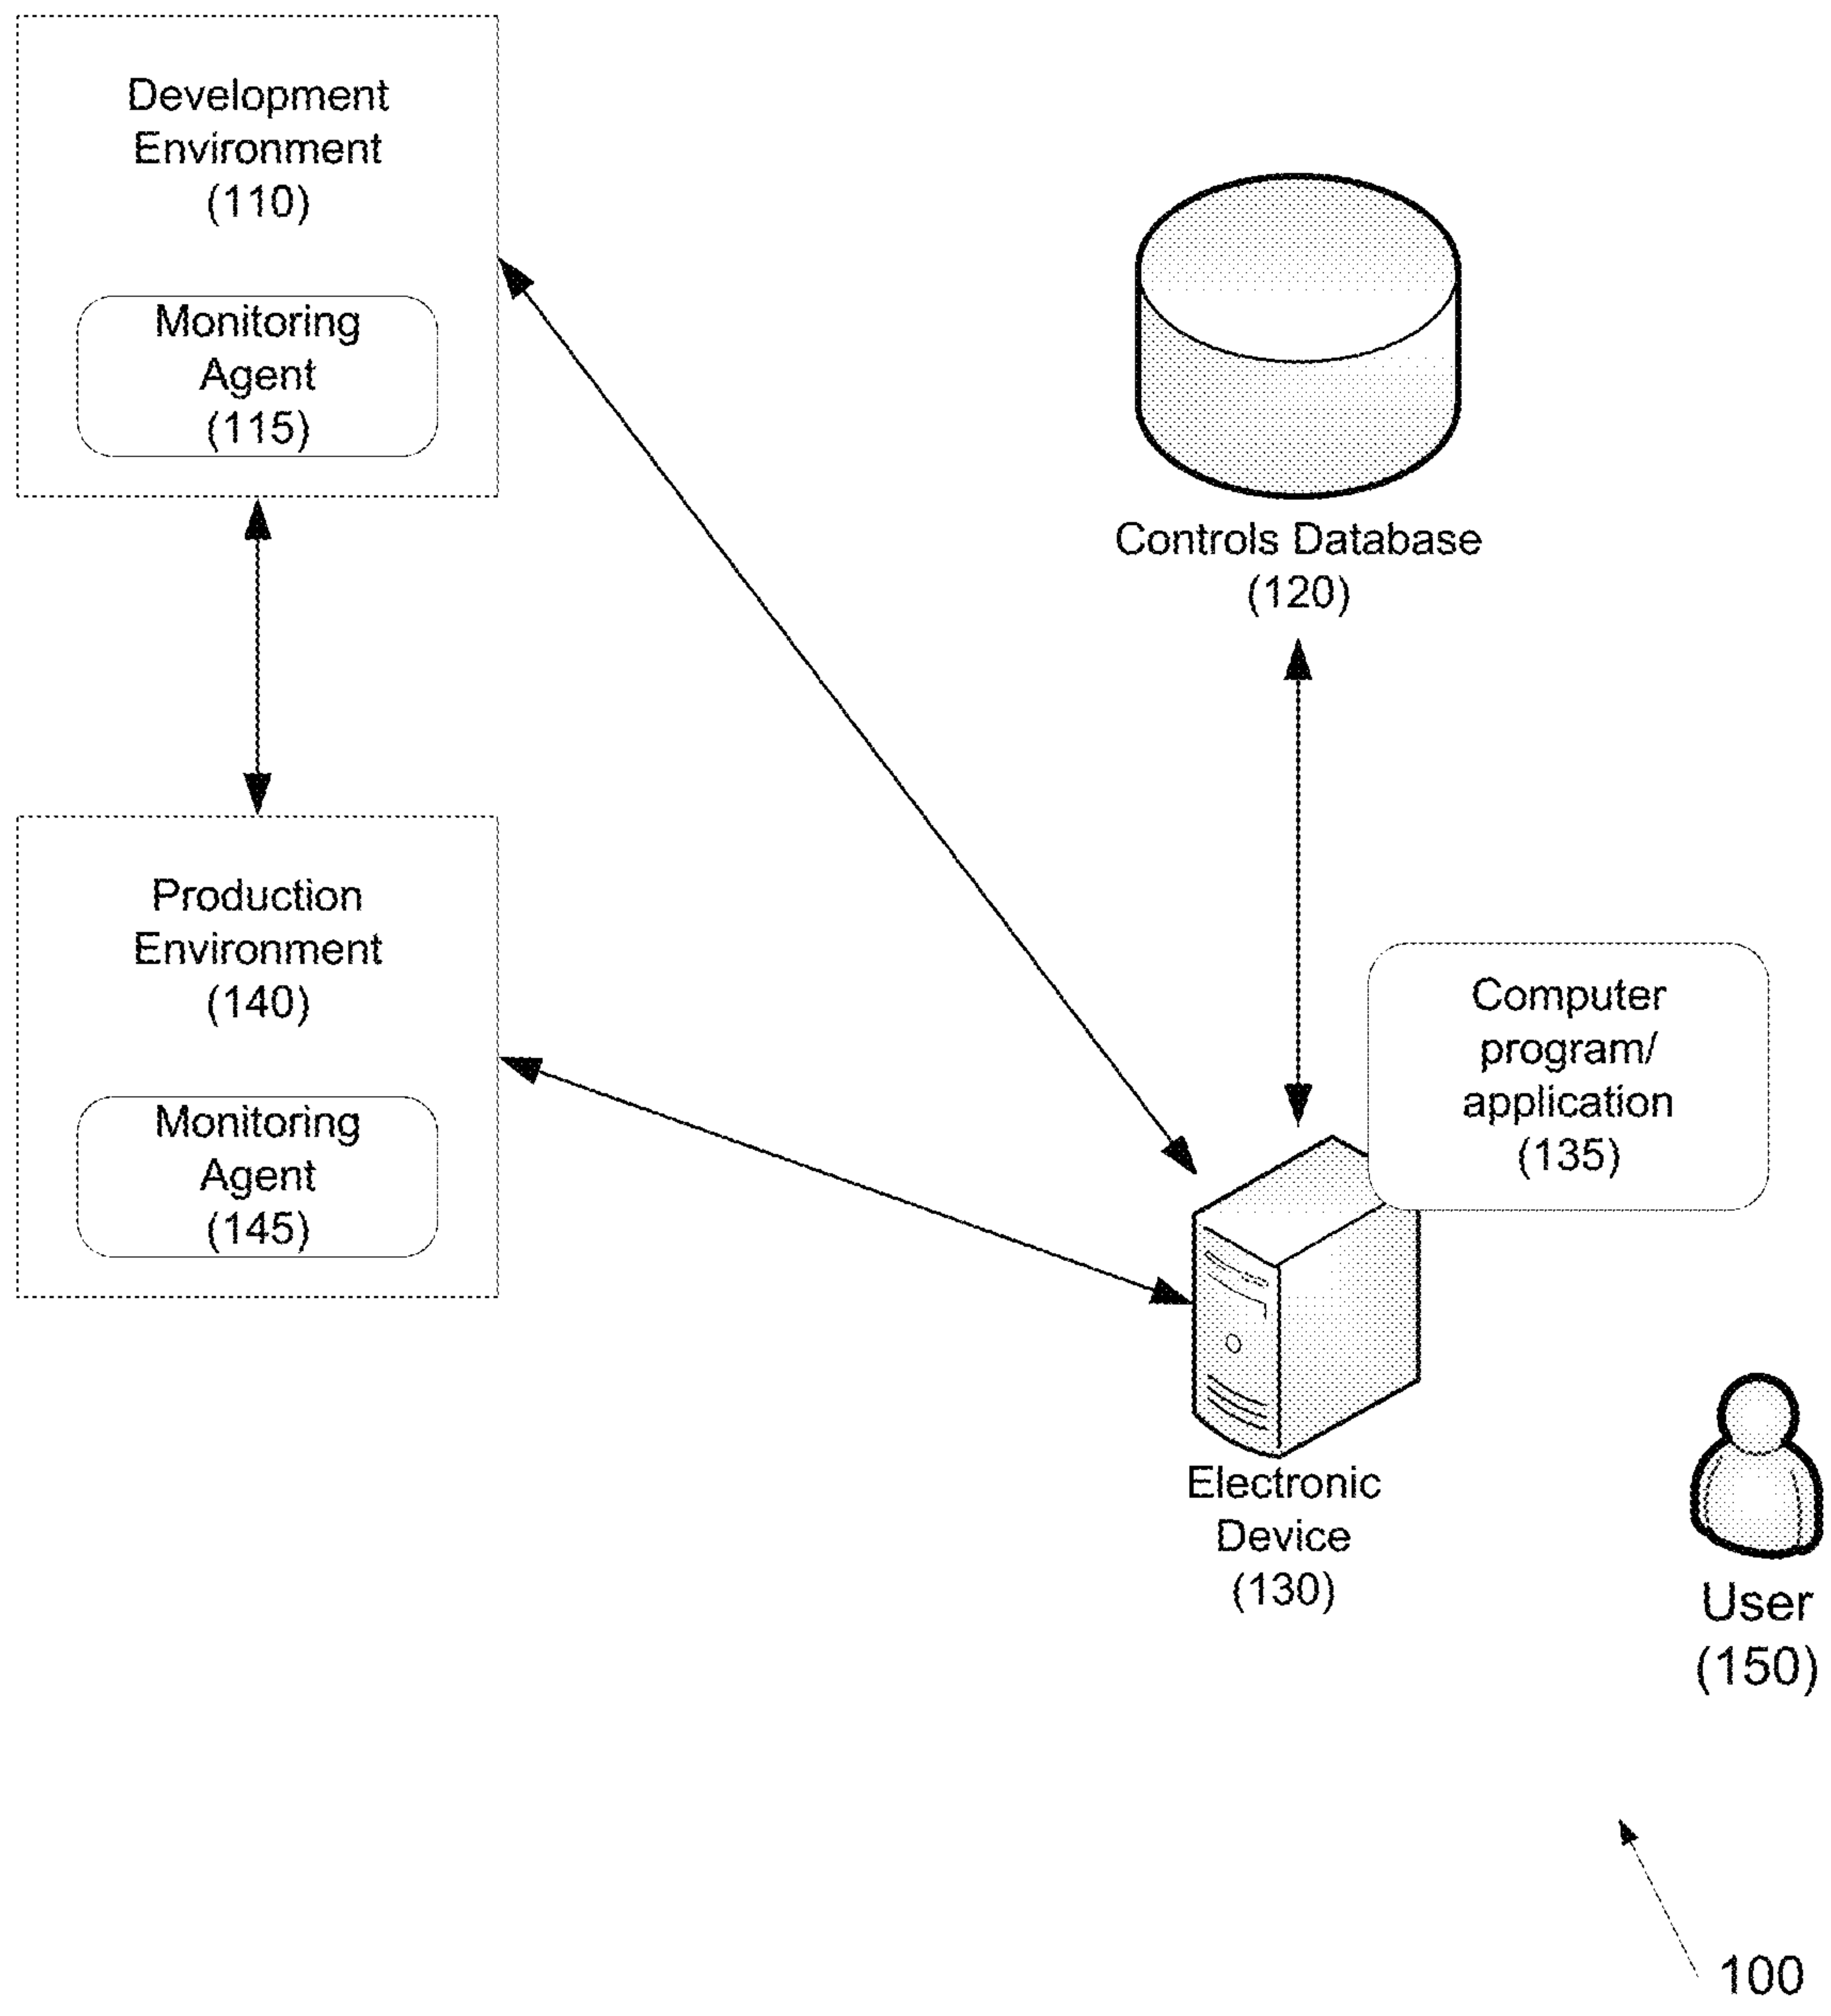 Development
Environment
(110)
Monitoring
Agent
(115)
Controls Database
(120)
Production
Environment
(140)
Monitoring
Agent
(145)
Computer
program/
application
(135)
Electronic
Device
(130)
User
(150)
100